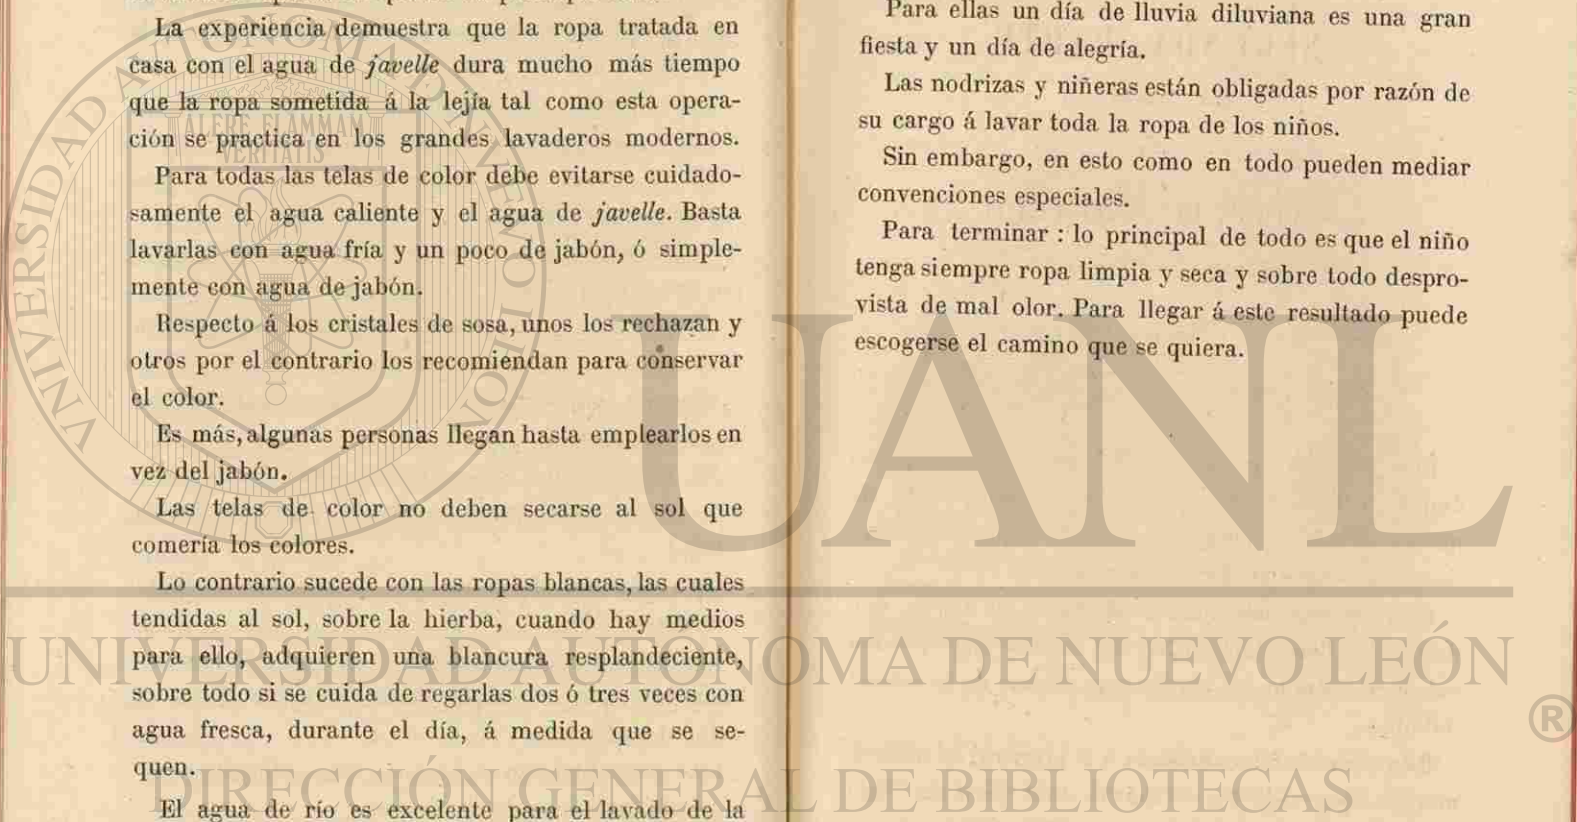 La experiencia demuestra que la ropa tratada en
casa con el agua de javelle dura mucho más tiempo
que la ropa sometida á la lejía tal como esta opera-
ción se practica en los grandes lavaderos modernos.
Para todas las telas de color debe evitarse cuidado-
samente el agua caliente y el agua de javelle. Basta
lavarlas con agua fría y un poco de jabón, ó simple-
mente con agua de jabón.
Respecto á los cristales de sosa, unos los rechazan y
otros por el contrario los recomiendan para conservar
el color.
Es más, algunas personas llegan hasta emplearlos en
vez del jabón.
Las telas de color no deben secarse al sol que
comería los colores.
Lo contrario sucede con las ropas blancas, las cuales
tendidas al sol, sobre la hierba, cuando hay medios
para ello, adquieren una blancura resplandeciente,
sobre todo si se cuida de regarlas dos ó tres veces con
agua fresca, durante el día, á medida que se se-
quen.
El agua de río es excelente para el lavado de la
Para ellas un día de lluvia diluviana es una gran
fiesta y un día de alegría.
Las nodrizas y niñeras están obligadas por razón de
su cargo á lavar toda la ropa de los niños.
Sin embargo, en esto como en todo pueden mediar
convenciones especiales.
Para terminar : lo principal de todo es que el niño
tenga siempre ropa limpia y seca y sobre todo despro-
vista de mal olor. Para llegar á este resultado puede
escogerse el camino que se quiera.
UNIVERSIDAD AUTÓNOMA DE NUEVO LEÓN
ALERE FLAMMAM
VERITATIS
UANL
UNIVERSIDAD AUTÓNOMA DE NUEVO LEÓN
®
DIRECCIÓN GENERAL DE BIBLIOTECAS